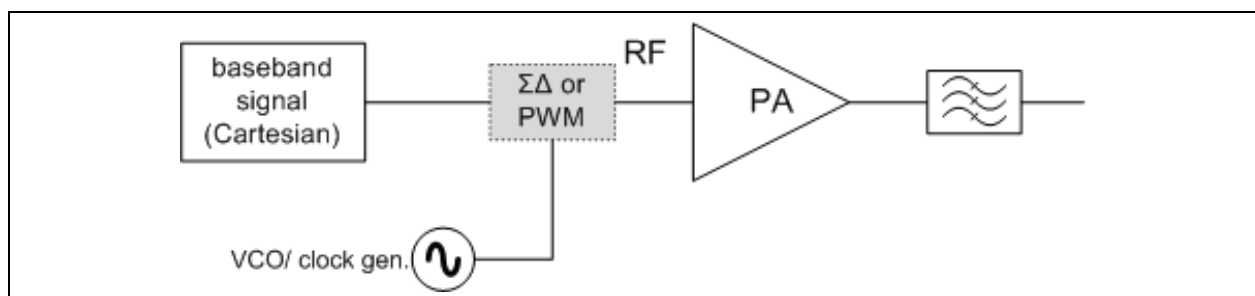 baseband
signal
(Cartesian)
ΣΔ or
PWM
RF
PA
VCO/ clock gen.